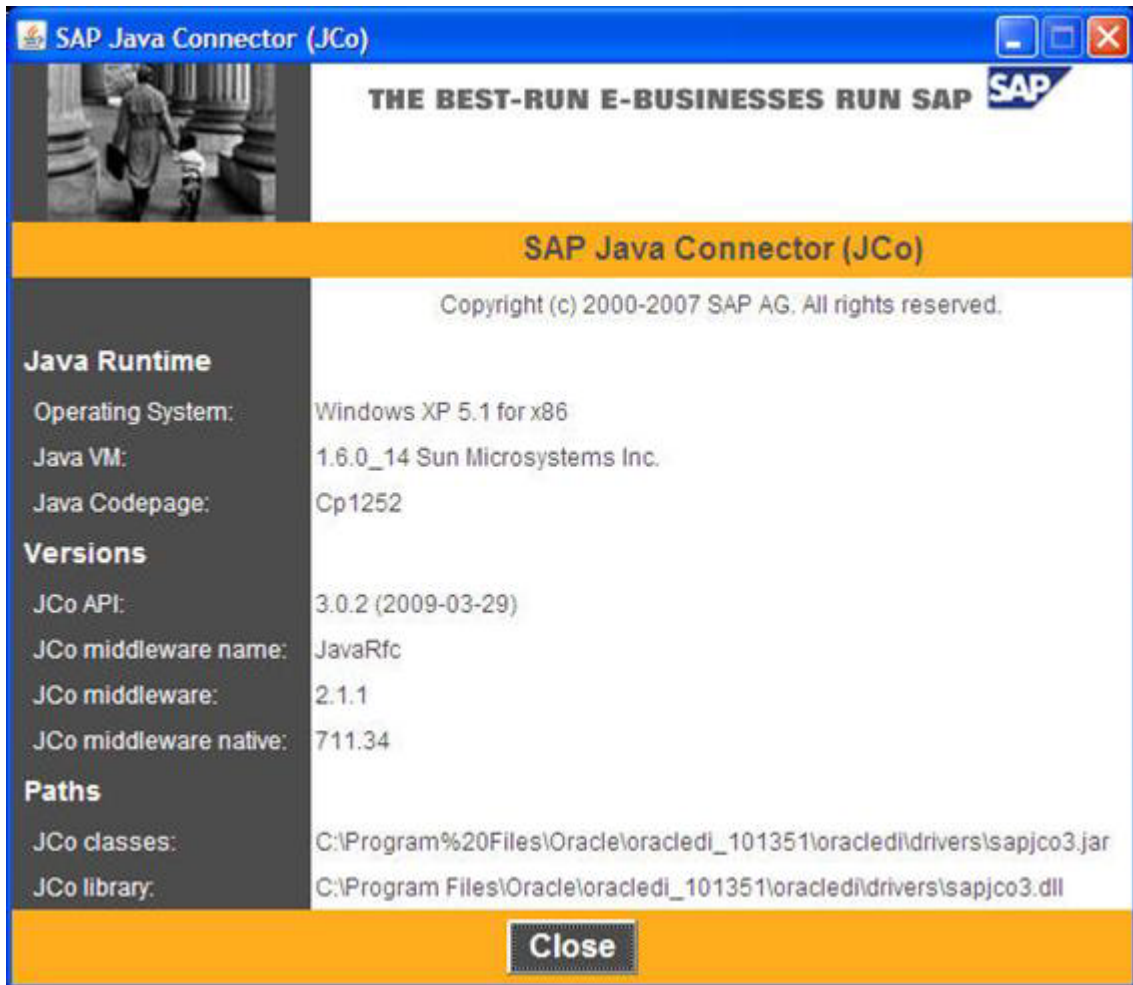 SAP Java Connector (JCo)
THE BEST-RUN E-BUSINESSES RUN SAP SAP
SAP Java Connector (JCo)
Copyright (c) 2000-2007 SAP AG. All rights reserved.
Java Runtime
Operating System: Windows XP 5.1 for x86
Java VM: 1.6.0_14 Sun Microsystems Inc.
Java Codepage: Cp1252
Versions
JCo API: 3.0.2 (2009-03-29)
JCo middleware name: JavaRfc
JCo middleware: 2.1.1
JCo middleware native: 711.34
Paths
JCo classes: C:\Program%20Files\Oracle\oracledi_101351\oracledi\drivers\sapjco3.jar
JCo library: C:\Program Files\Oracle\oracledi_101351\oracledi\drivers\sapjco3.dll
Close